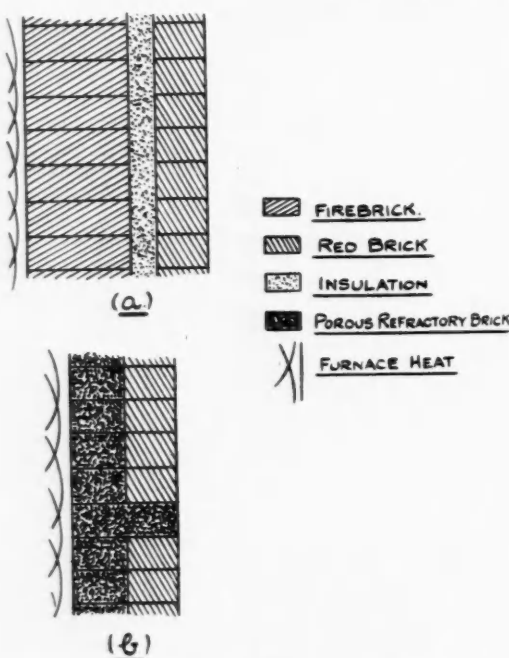 FIREBRICK.
RED BRICK
INSULATION
POROUS REFRACTORY BRICK
FURNACE HEAT
(a.)
(b)